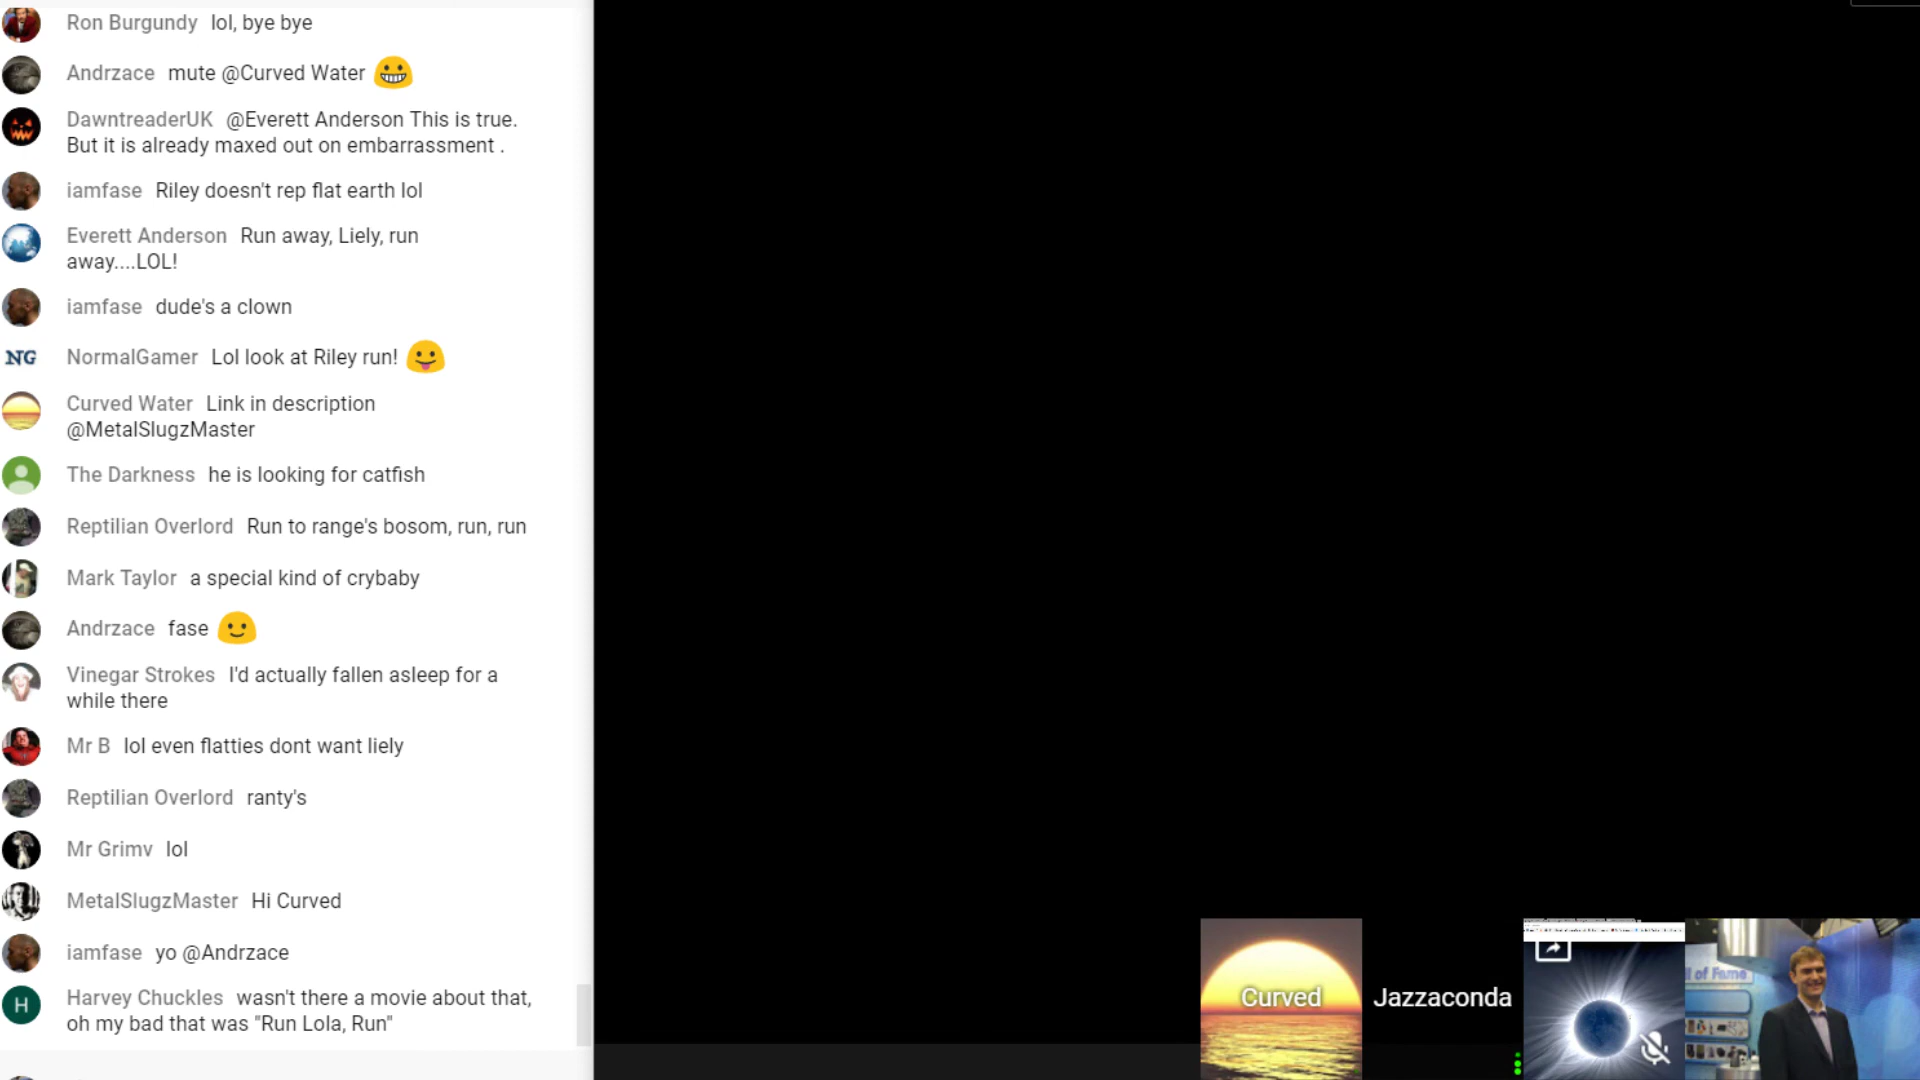 Ron Burgundy lol, bye bye
Andrzace mute @Curved Water
DawntreaderUK @Everett Anderson This is true.
But it is already maxed out on embarrassment .
iamfase Riley doesn't rep flat earth lol
Everett Anderson Run away, Liely, run
away....LOL!
iamfase dude's a clown
NG NormalGamer Lol look at Riley run!
Curved Water Link in description
@MetalSlugzMaster
The Darkness he is looking for catfish
Reptilian Overlord Run to range's bosom, run, run
Mark Taylor a special kind of crybaby
Andrzace fase
Vinegar Strokes I'd actually fallen asleep for a
while there
Mr B lol even flatties dont want liely
Reptilian Overlord ranty's
Mr Grimv lol
MetalSlugzMaster Hi Curved
iamfase yo @Andrzace
H Harvey Chuckles wasn't there a movie about that,
oh my bad that was "Run Lola, Run"
Curved
Jazzaconda
of Fame